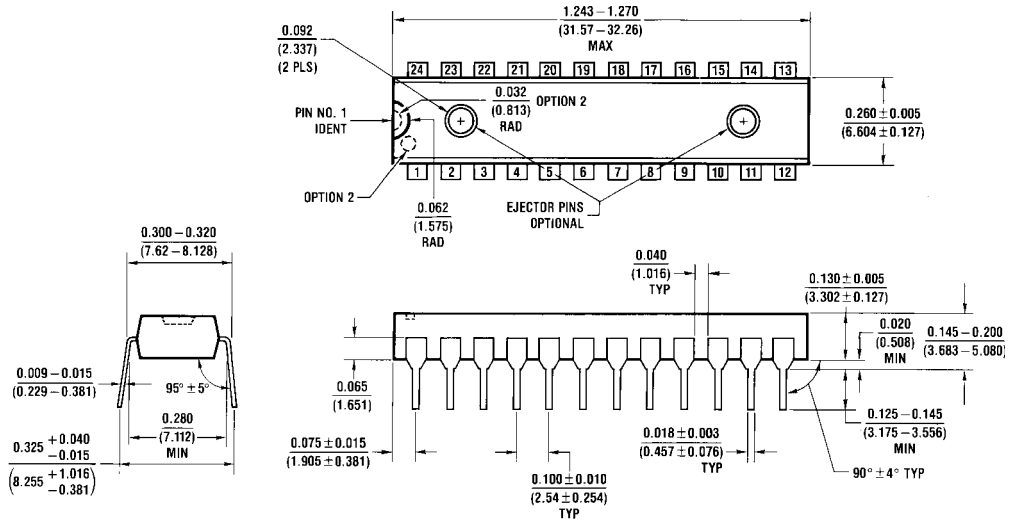 1.243 – 1.270
(31.57 – 32.26)
MAX
0.092
(2.337)
(2 PLS)
24 23 22 21 20 19 18 17 16 15 14 13
0.032
(0.813)
RAD
OPTION 2
PIN NO. 1
IDENT
0.260 ± 0.005
(6.604 ± 0.127)
1 2 3 4 5 6 7 8 9 10 11 12
OPTION 2
0.062
(1.575)
RAD
EJECTOR PINS
OPTIONAL
0.300 – 0.320
(7.62 – 8.128)
0.040
(1.016)
TYP
0.130 ± 0.005
(3.302 ± 0.127)
0.020
(0.508)
MIN
0.145 – 0.200
(3.683 – 5.080)
0.009 – 0.015
(0.229 – 0.381)
95° ± 5°
0.065
(1.651)
0.280
(7.112)
MIN
0.125 – 0.145
(3.175 – 3.556)
MIN
0.325 +0.040 –0.015
(8.255 +1.016 –0.381)
0.075 ± 0.015
(1.905 ± 0.381)
0.018 ± 0.003
(0.457 ± 0.076)
TYP
0.100 ± 0.010
(2.54 ± 0.254)
TYP
90° ± 4° TYP